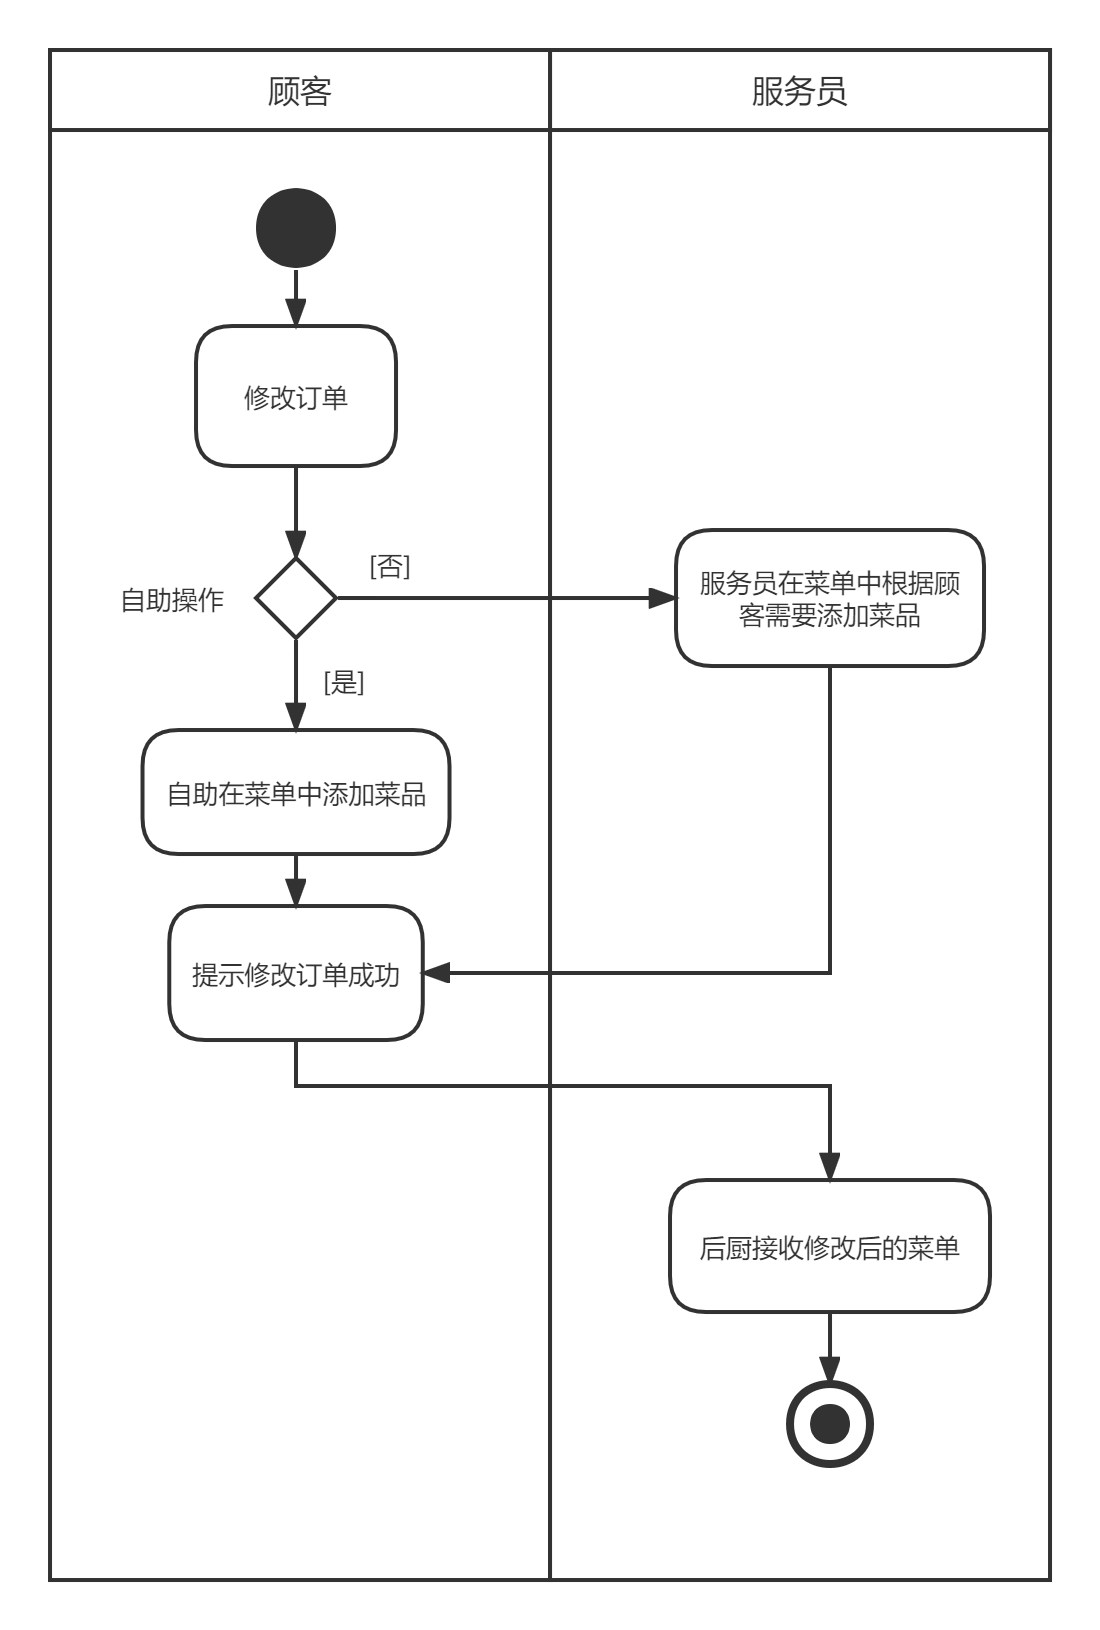 顾客
服务员
修改订单
[否]
自助操作
服务员在菜单中根据顾
客需要添加菜品
[是]
自助在菜单中添加菜品
提示修改订单成功
后厨接收修改后的菜单